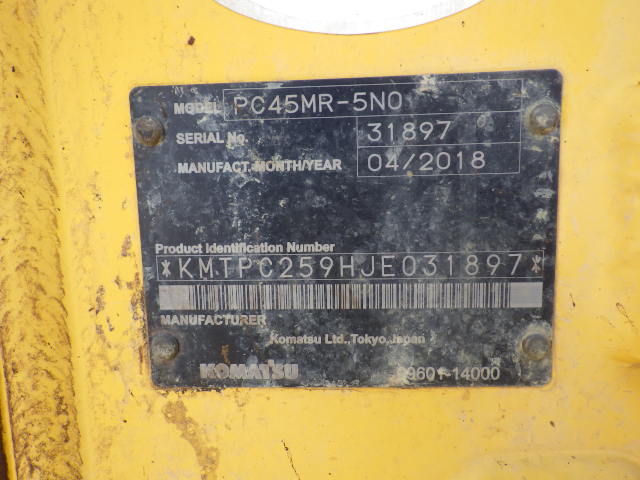 MODEL PC45MR-5N0
SERIAL No. 31897
MANUFACT. MONTH/YEAR 04/2018
Product Identification Number
*KMTPC259HJE031897*
MANUFACTURER
Komatsu Ltd., Tokyo, Japan
KOMATSU 09601-14000